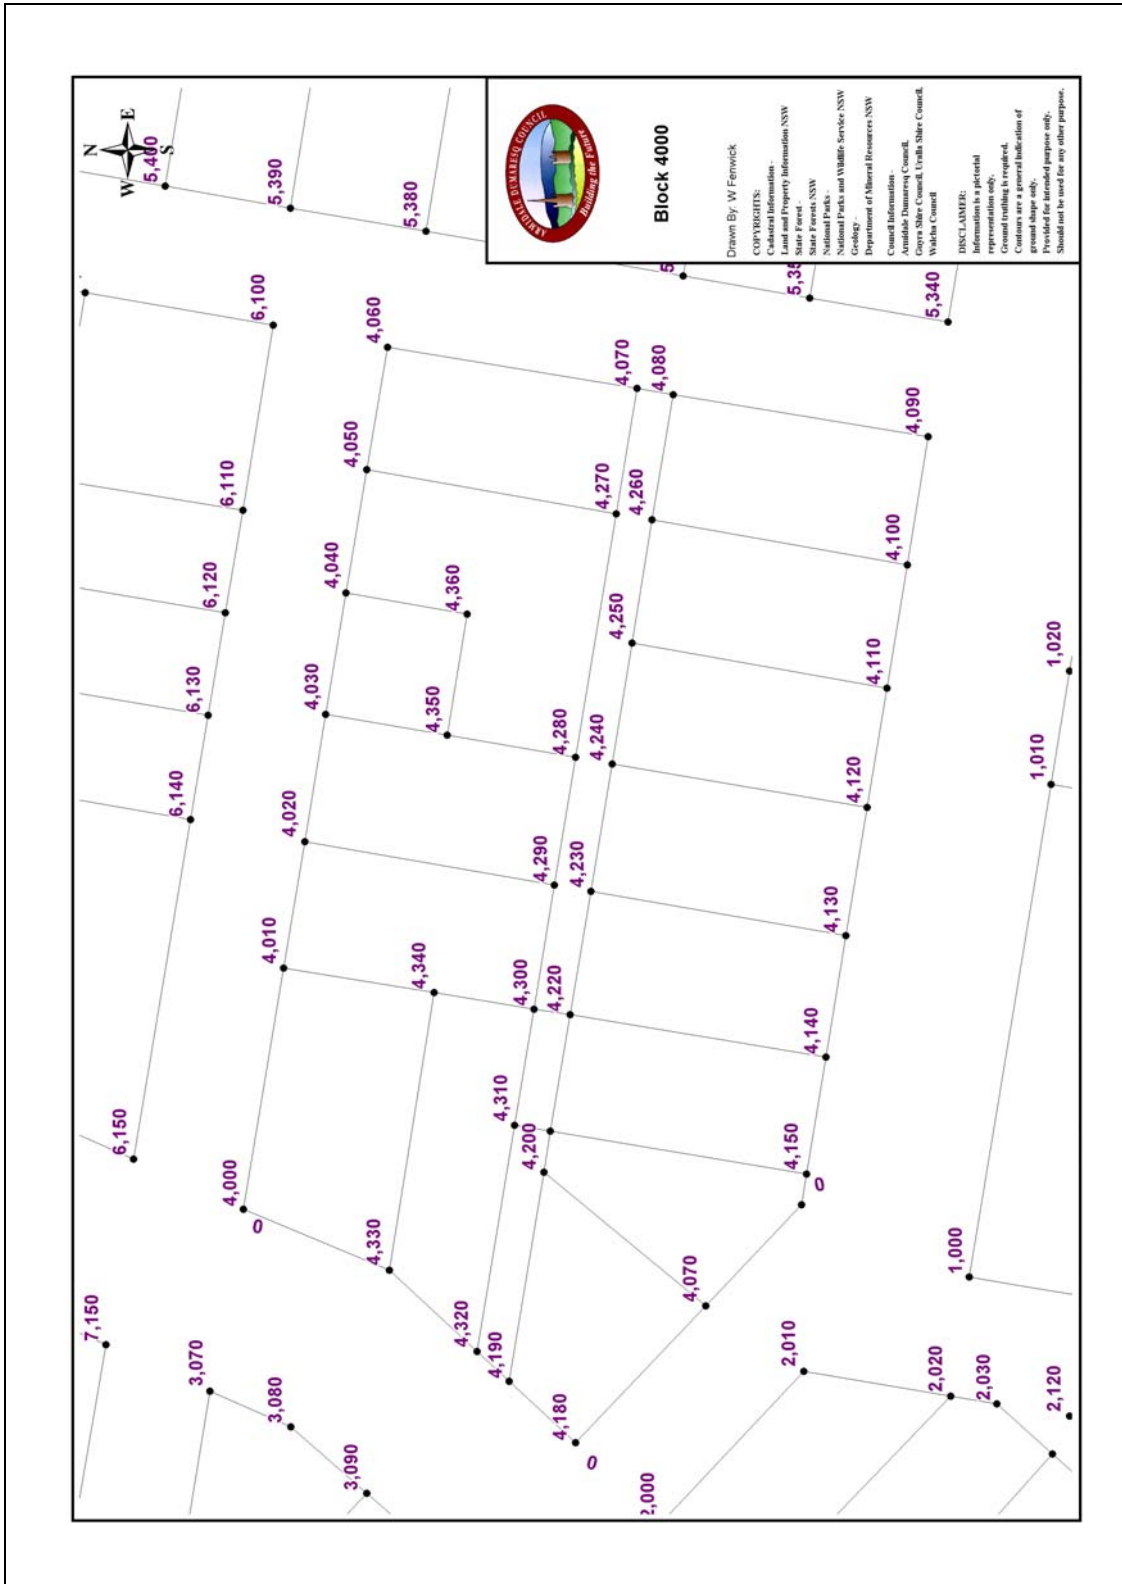 N
W E
S
5,400
5,390
5,380
5,340
6,100
6,110
6,120
6,130
6,140
6,150
7,150
3,070
3,080
3,090
4,000
0
4,010
4,020
4,030
4,040
4,050
4,060
4,330
4,340
4,350
4,360
4,320
4,310
4,300
4,290
4,280
4,270
4,070
4,190
4,200
4,220
4,230
4,240
4,250
4,260
4,080
4,180
0
4,070
4,150
0
4,140
4,130
4,120
4,110
4,100
4,090
2,000
2,010
2,020
2,030
2,120
1,000
1,010
1,020
ARMIDALE DUMARESQ COUNCIL
Building the Future
Block 4000
Drawn By: W Fenwick
COPYRIGHTS:
Cadastral Information -
Land and Property Information NSW
State Forest -
State Forests NSW
National Parks -
National Parks and Wildlife Service NSW
Geology -
Department of Mineral Resources NSW
Council Information -
Armidale Dumaresq Council,
Guyra Shire Council, Uralla Shire Council,
Walcha Council
DISCLAIMER:
Information is a pictorial
representation only.
Ground truthing is required.
Contours are a general indication of
ground shape only.
Provided for intended purpose only.
Should not be used for any other purpose.